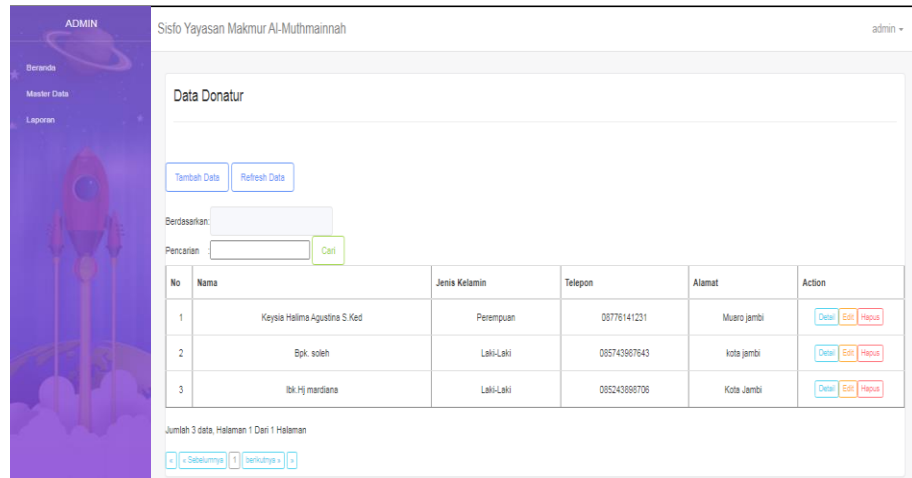 ADMIN
Sisfo Yayasan Makmur Al-Muthmainnah
admin
Beranda
Master Data
Laporan
Data Donatur
Tambah Data Refresh Data
Berdasarkan:
Pencarian : Cari
No Nama Jenis Kelamin Telepon Alamat Action
1 Keysia Halima Agustina S.Ked Perempuan 08776141231 Muaro jambi Detail Edit Hapus
2 Bpk. soleh Laki-Laki 085743987643 kota jambi Detail Edit Hapus
3 Ibk.Hj mardiana Laki-Laki 085243898706 Kota Jambi Detail Edit Hapus
Jumlah 3 data, Halaman 1 Dari 1 Halaman
« « Sebelumnya 1 berikutnya » »